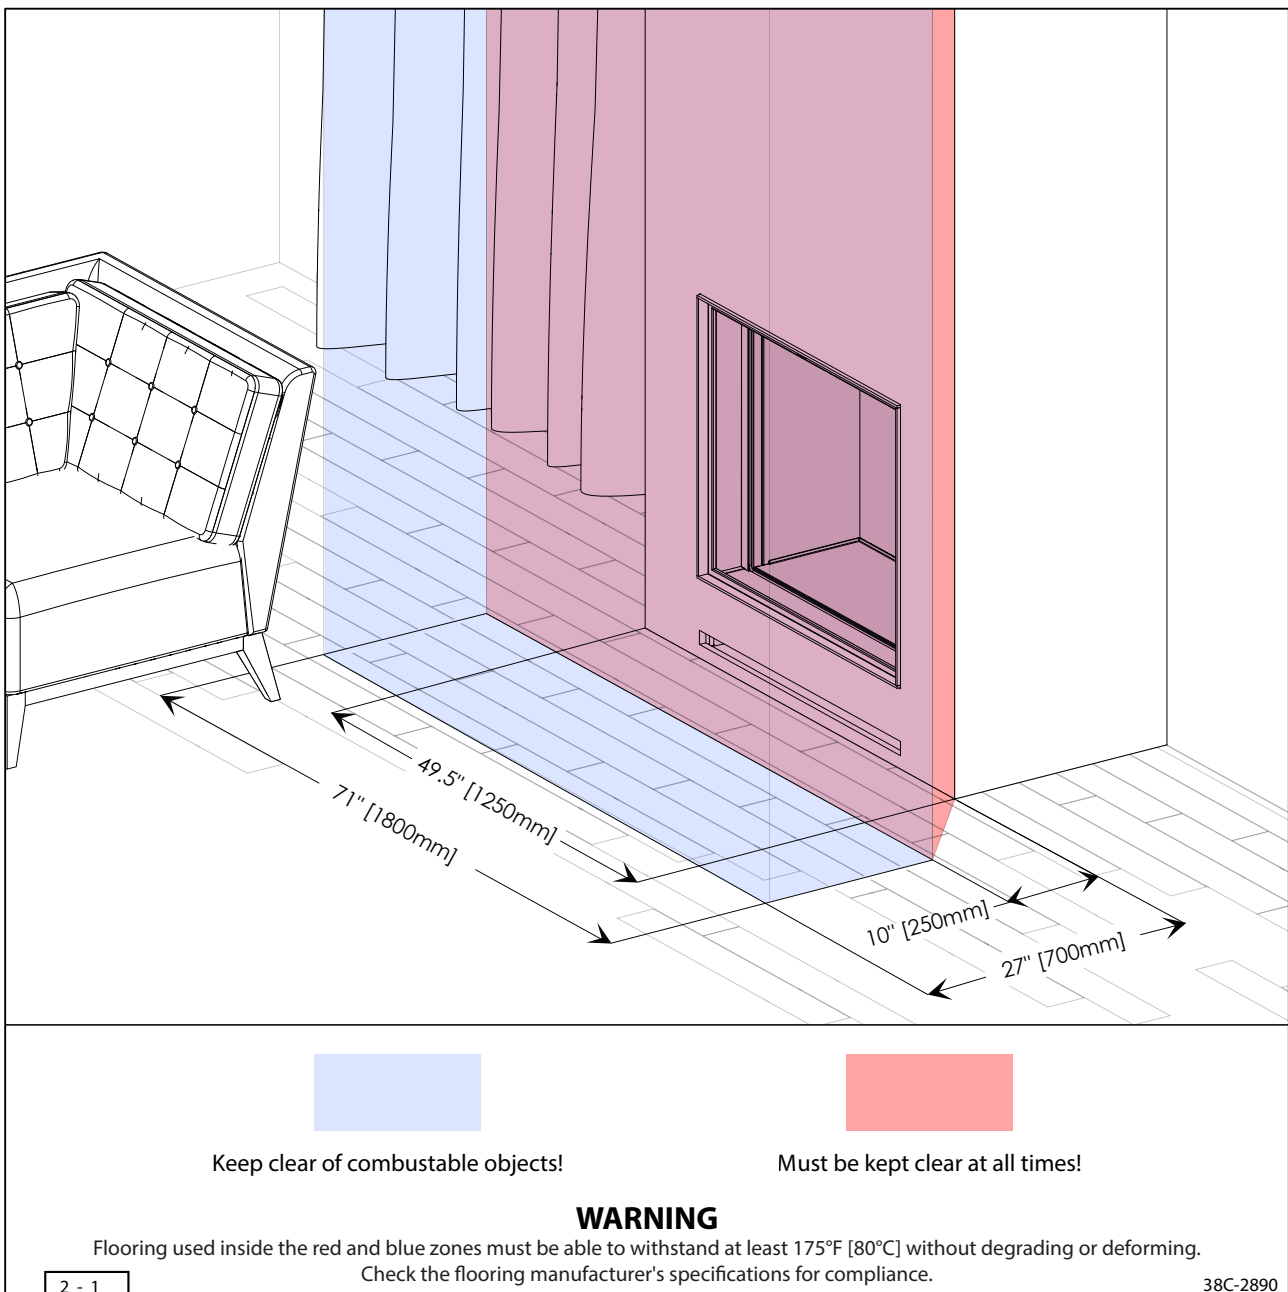 49.5" [1250mm]
71" [1800mm]
10" [250mm]
27" [700mm]
Keep clear of combustable objects!
Must be kept clear at all times!
WARNING
Flooring used inside the red and blue zones must be able to withstand at least 175°F [80°C] without degrading or deforming.
Check the flooring manufacturer's specifications for compliance.
2 - 1
38C-2890